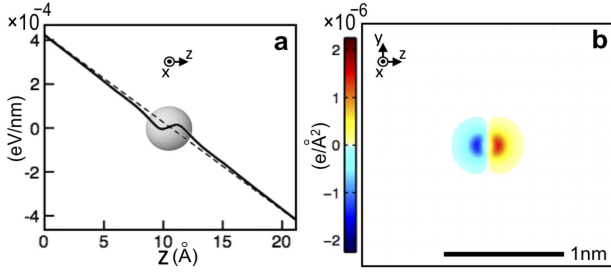 ×10⁻⁴
a
4
2
0
-2
-4
(eV/nm)
x z
0 5 10 15 20
Z (Å)
×10⁻⁶
b
2
1
0
-1
-2
(e/Å²)
y
x z
1nm